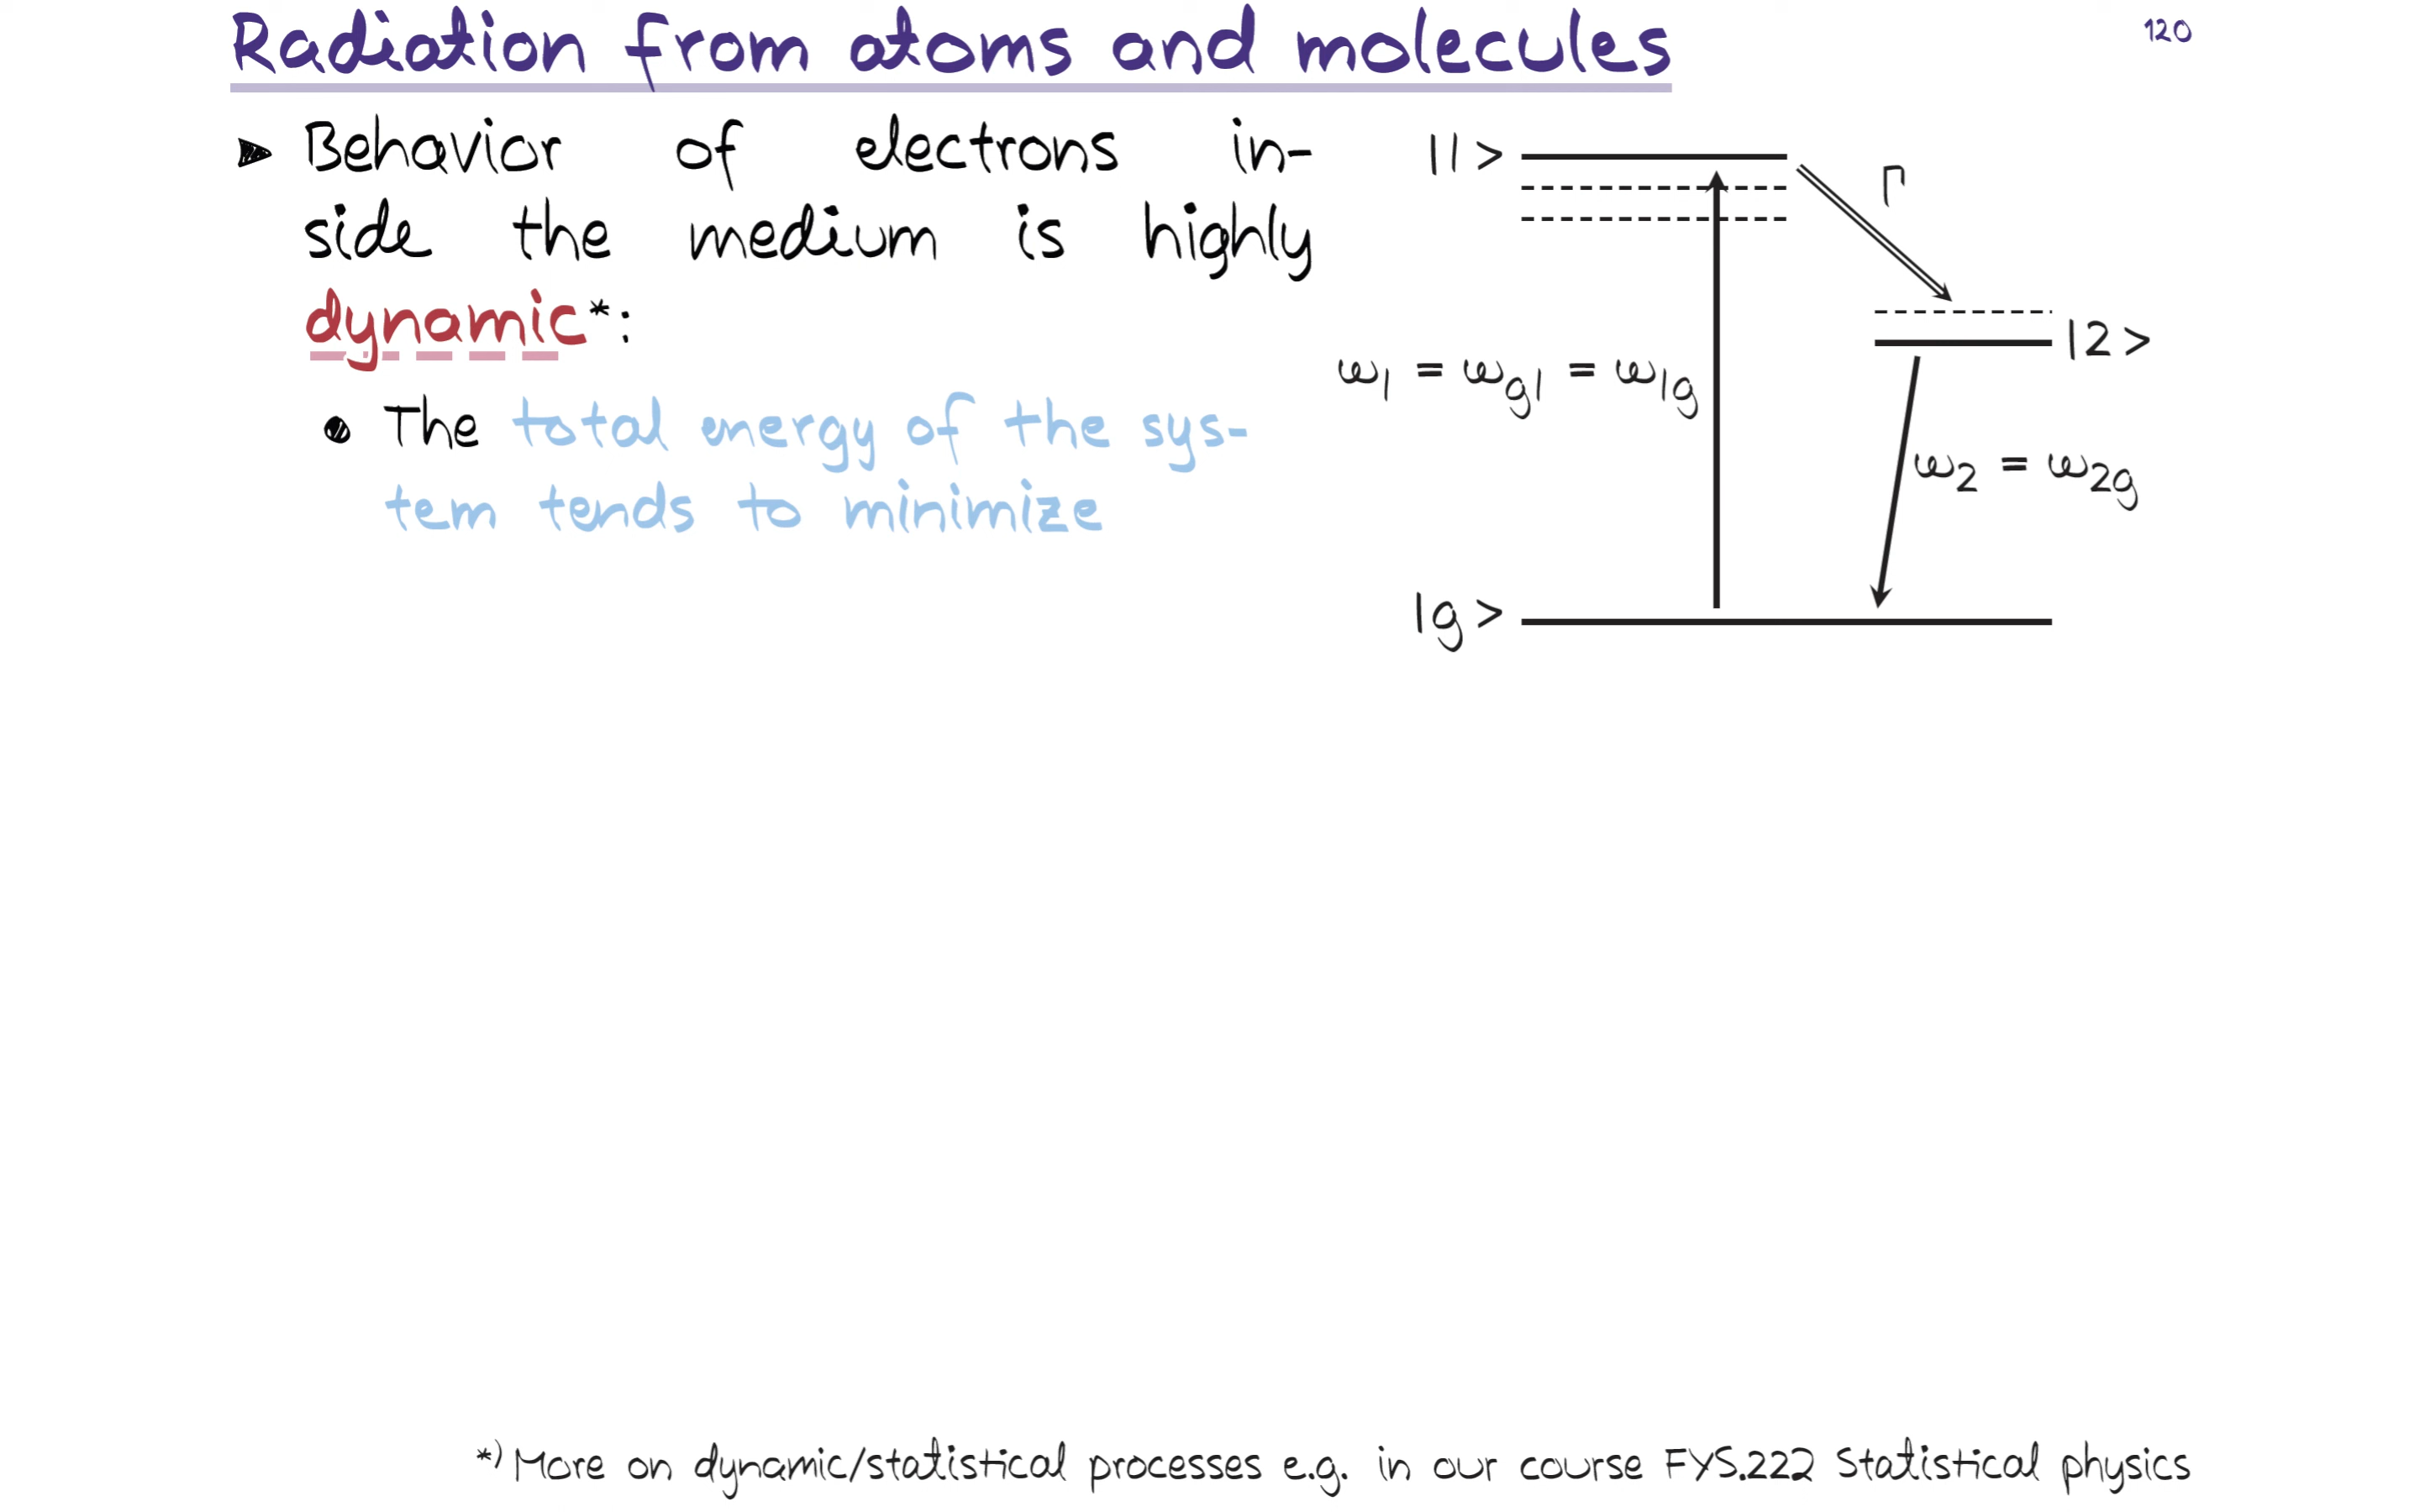 Radiation from atoms and molecules
120
▸ Behavior of electrons in-
side the medium is highly
dynamic*:
• The total energy of the sys-
tem tends to minimize
|1>
Γ
|2>
ω1 = ωg1 = ω1g
ω2 = ω2g
|g>
*) More on dynamic/statistical processes e.g. in our course FYS.222 Statistical physics